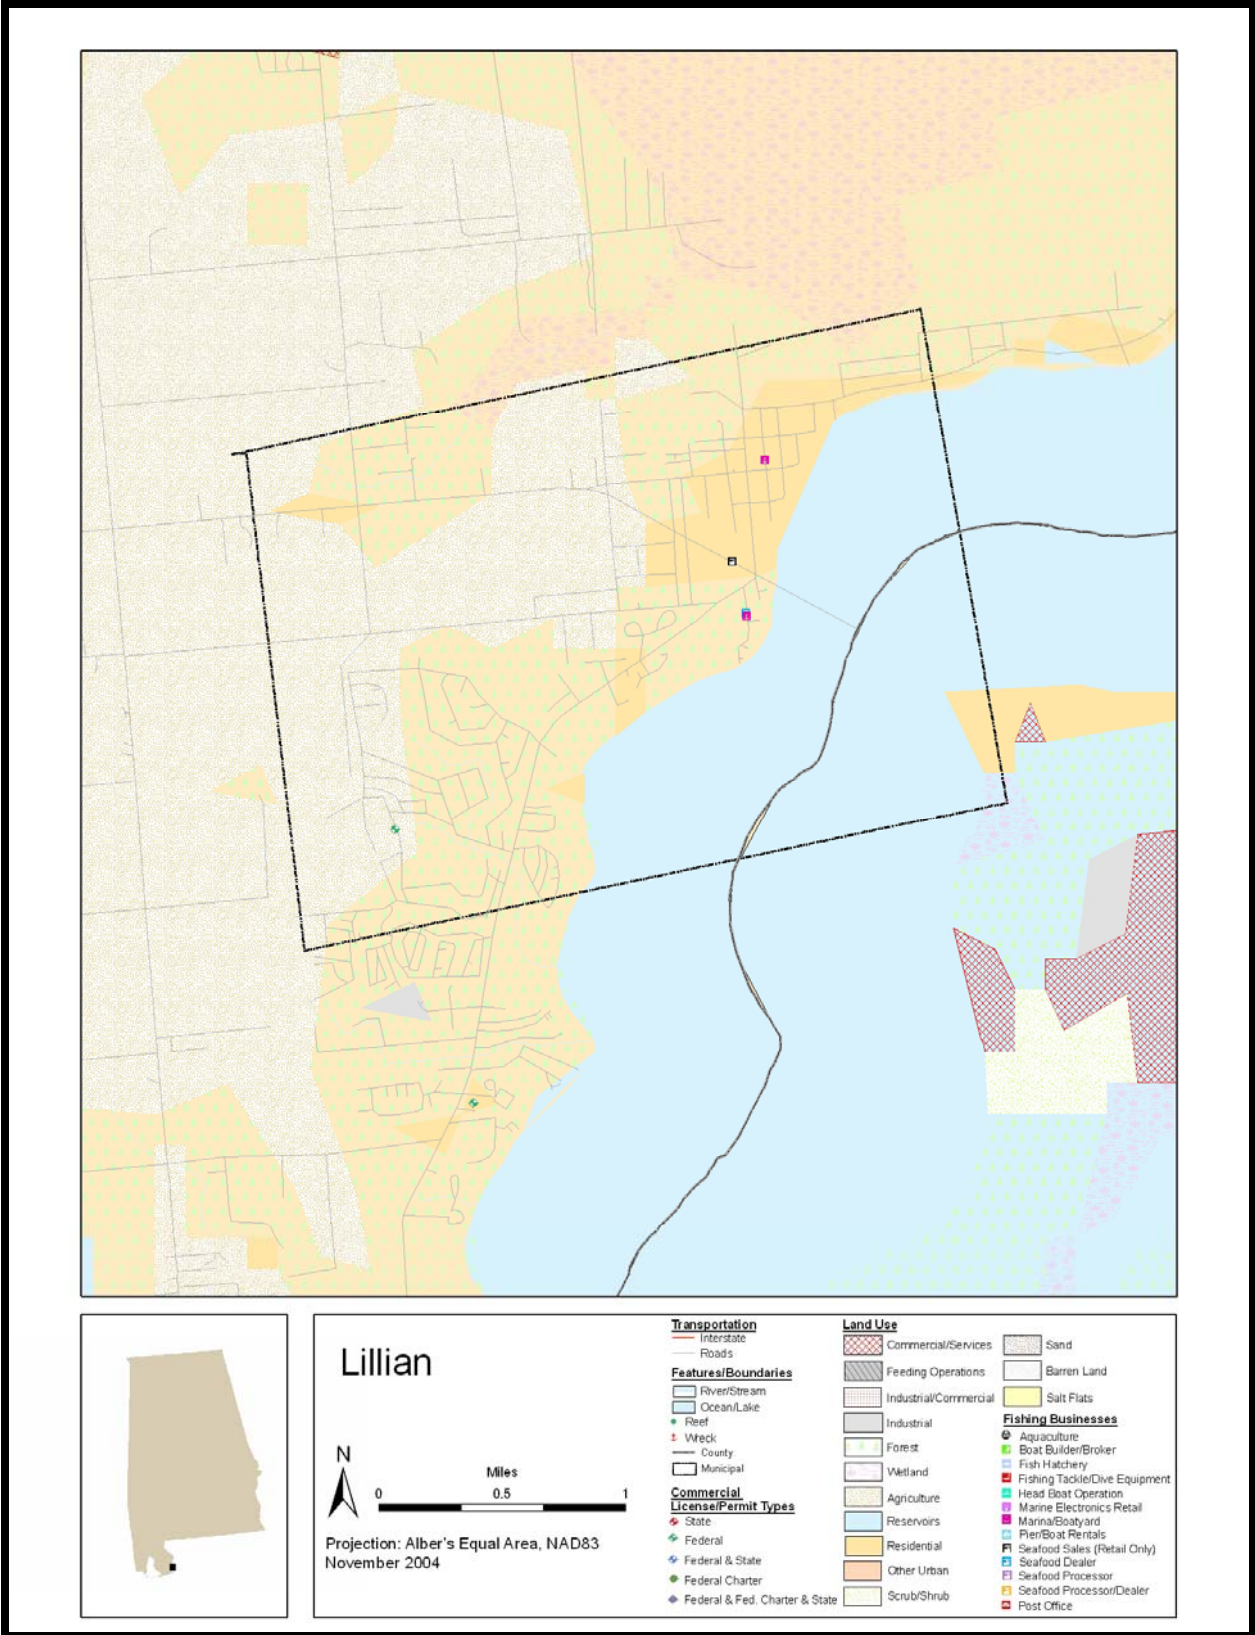 Lillian
N
Miles
0 0.5 1
Projection: Alber's Equal Area, NAD83
November 2004
Transportation
Interstate
Roads
Features/Boundaries
River/Stream
Ocean/Lake
Reef
Wreck
County
Municipal
Commercial
License/Permit Types
State
Federal
Federal & State
Federal Charter
Federal & Fed. Charter & State
Land Use
Commercial/Services
Feeding Operations
Industrial/Commercial
Industrial
Forest
Wetland
Agriculture
Reservoirs
Residential
Other Urban
Scrub/Shrub
Sand
Barren Land
Salt Flats
Fishing Businesses
Aquaculture
Boat Builder/Broker
Fish Hatchery
Fishing Tackle/Dive Equipment
Head Boat Operation
Marine Electronics Retail
Marina/Boatyard
Pier/Boat Rentals
Seafood Sales (Retail Only)
Seafood Dealer
Seafood Processor
Seafood Processor/Dealer
Post Office